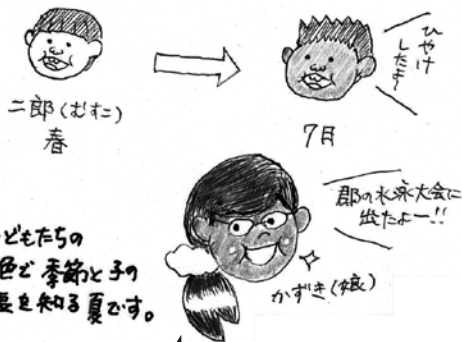 二郎(むすこ)
春
ひやけ
したよ〜
7月
郡の水泳大会に
出たよー!!
かずき(娘)
どもたちの
色で季節と子の
長を知る夏です。